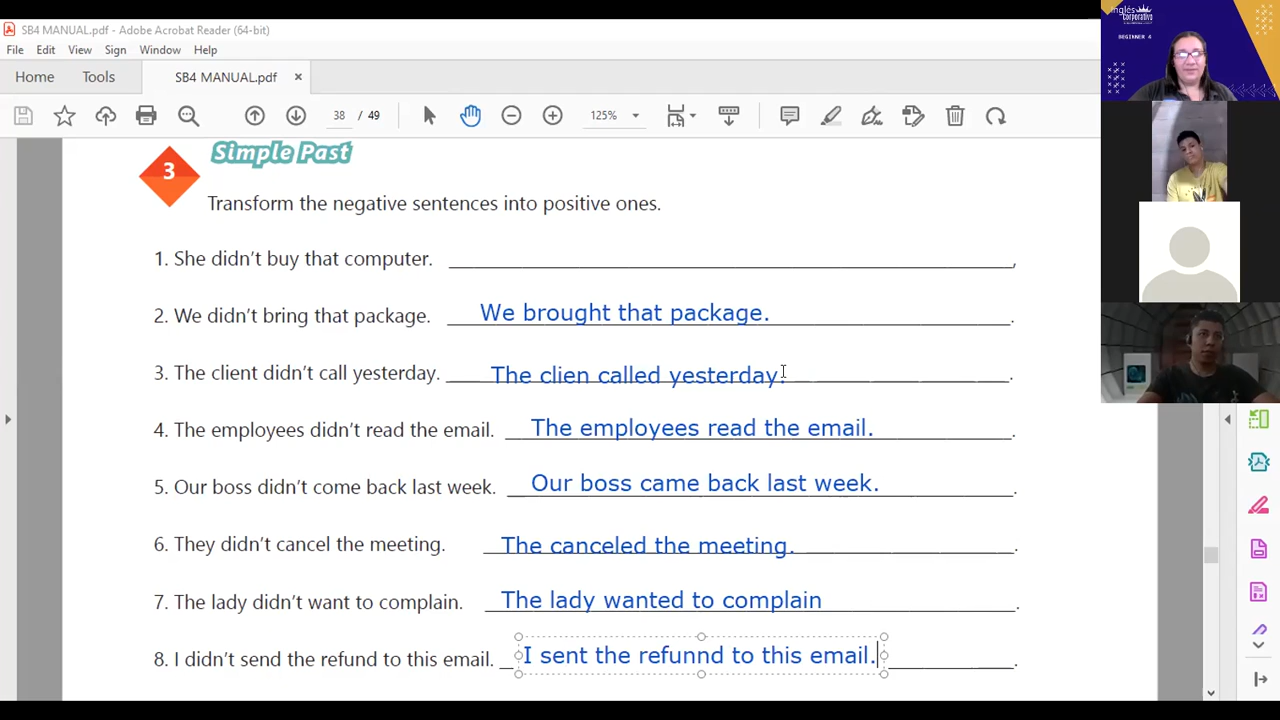 SB4 MANUAL.pdf - Adobe Acrobat Reader (64-bit)
File Edit View Sign Window Help
Home Tools SB4 MANUAL.pdf ×
38 / 49 125%
Inglés
Corporativo
BEGINNER 4
3 Simple Past
Transform the negative sentences into positive ones.
1. She didn't buy that computer. ,
2. We didn't bring that package. We brought that package. .
3. The client didn't call yesterday. The clien called yesterday. .
4. The employees didn't read the email. The employees read the email. .
5. Our boss didn't come back last week. Our boss came back last week. .
6. They didn't cancel the meeting. The canceled the meeting. .
7. The lady didn't want to complain. The lady wanted to complain .
8. I didn't send the refund to this email. I sent the refunnd to this email. .